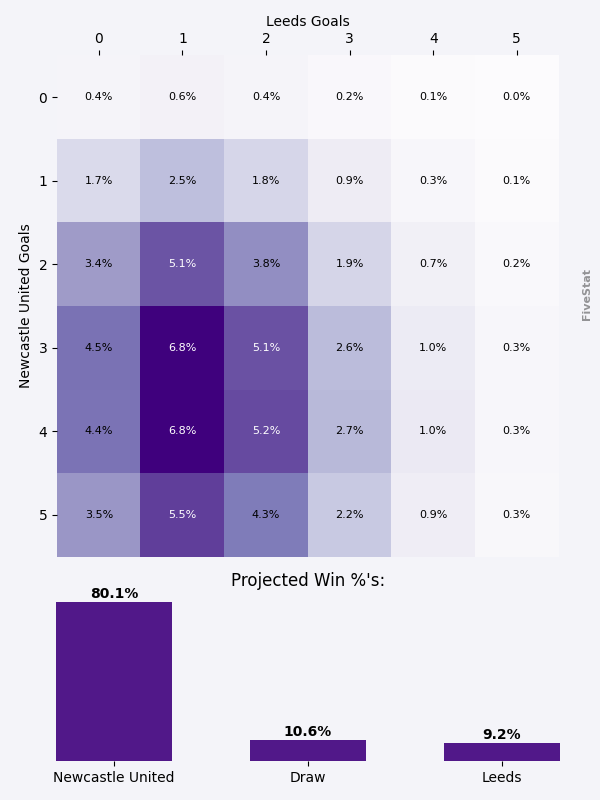 Leeds Goals
0 1 2 3 4 5
0 0.4% 0.6% 0.4% 0.2% 0.1% 0.0%
1 1.7% 2.5% 1.8% 0.9% 0.3% 0.1%
2 3.4% 5.1% 3.8% 1.9% 0.7% 0.2%
3 4.5% 6.8% 5.1% 2.6% 1.0% 0.3%
4 4.4% 6.8% 5.2% 2.7% 1.0% 0.3%
5 3.5% 5.5% 4.3% 2.2% 0.9% 0.3%
Newcastle United Goals
FiveStat
Projected Win %'s:
80.1% 10.6% 9.2%
Newcastle United Draw Leeds